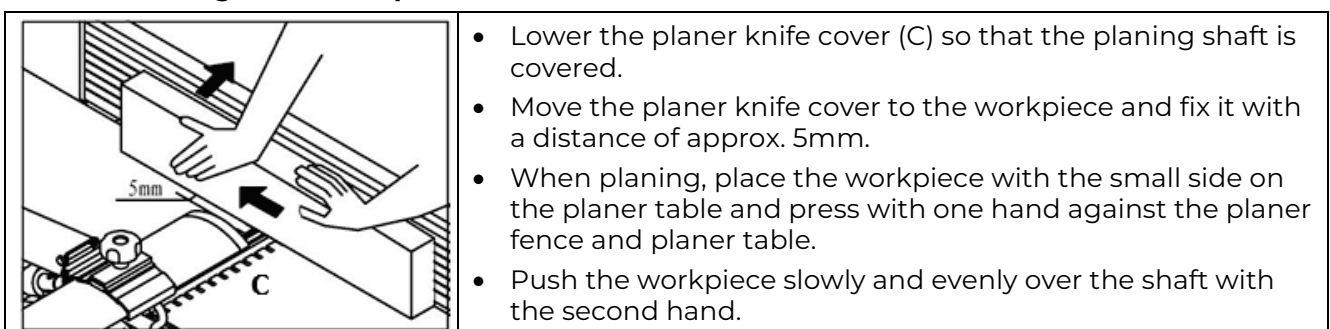 5mm
C
• Lower the planer knife cover (C) so that the planing shaft is
covered.
• Move the planer knife cover to the workpiece and fix it with
a distance of approx. 5mm.
• When planing, place the workpiece with the small side on
the planer table and press with one hand against the planer
fence and planer table.
• Push the workpiece slowly and evenly over the shaft with
the second hand.